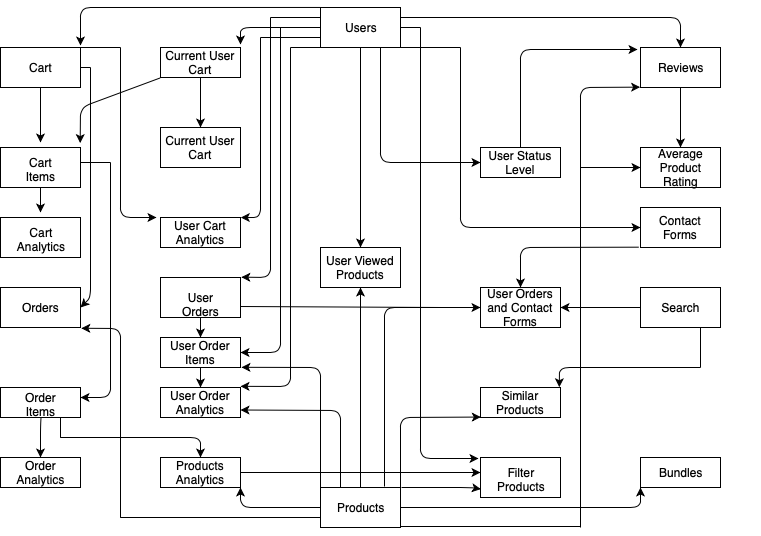 Users
Cart
Current User
Cart
Reviews
Current User
Cart
Cart
Items
User Status
Level
Average
Product
Rating
Cart
Analytics
User Cart
Analytics
Contact
Forms
User Viewed
Products
Orders
User
Orders
User Orders
and Contact
Forms
Search
User Order
Items
Order
Items
User Order
Analytics
Similar
Products
Order
Analytics
Products
Analytics
Filter
Products
Bundles
Products